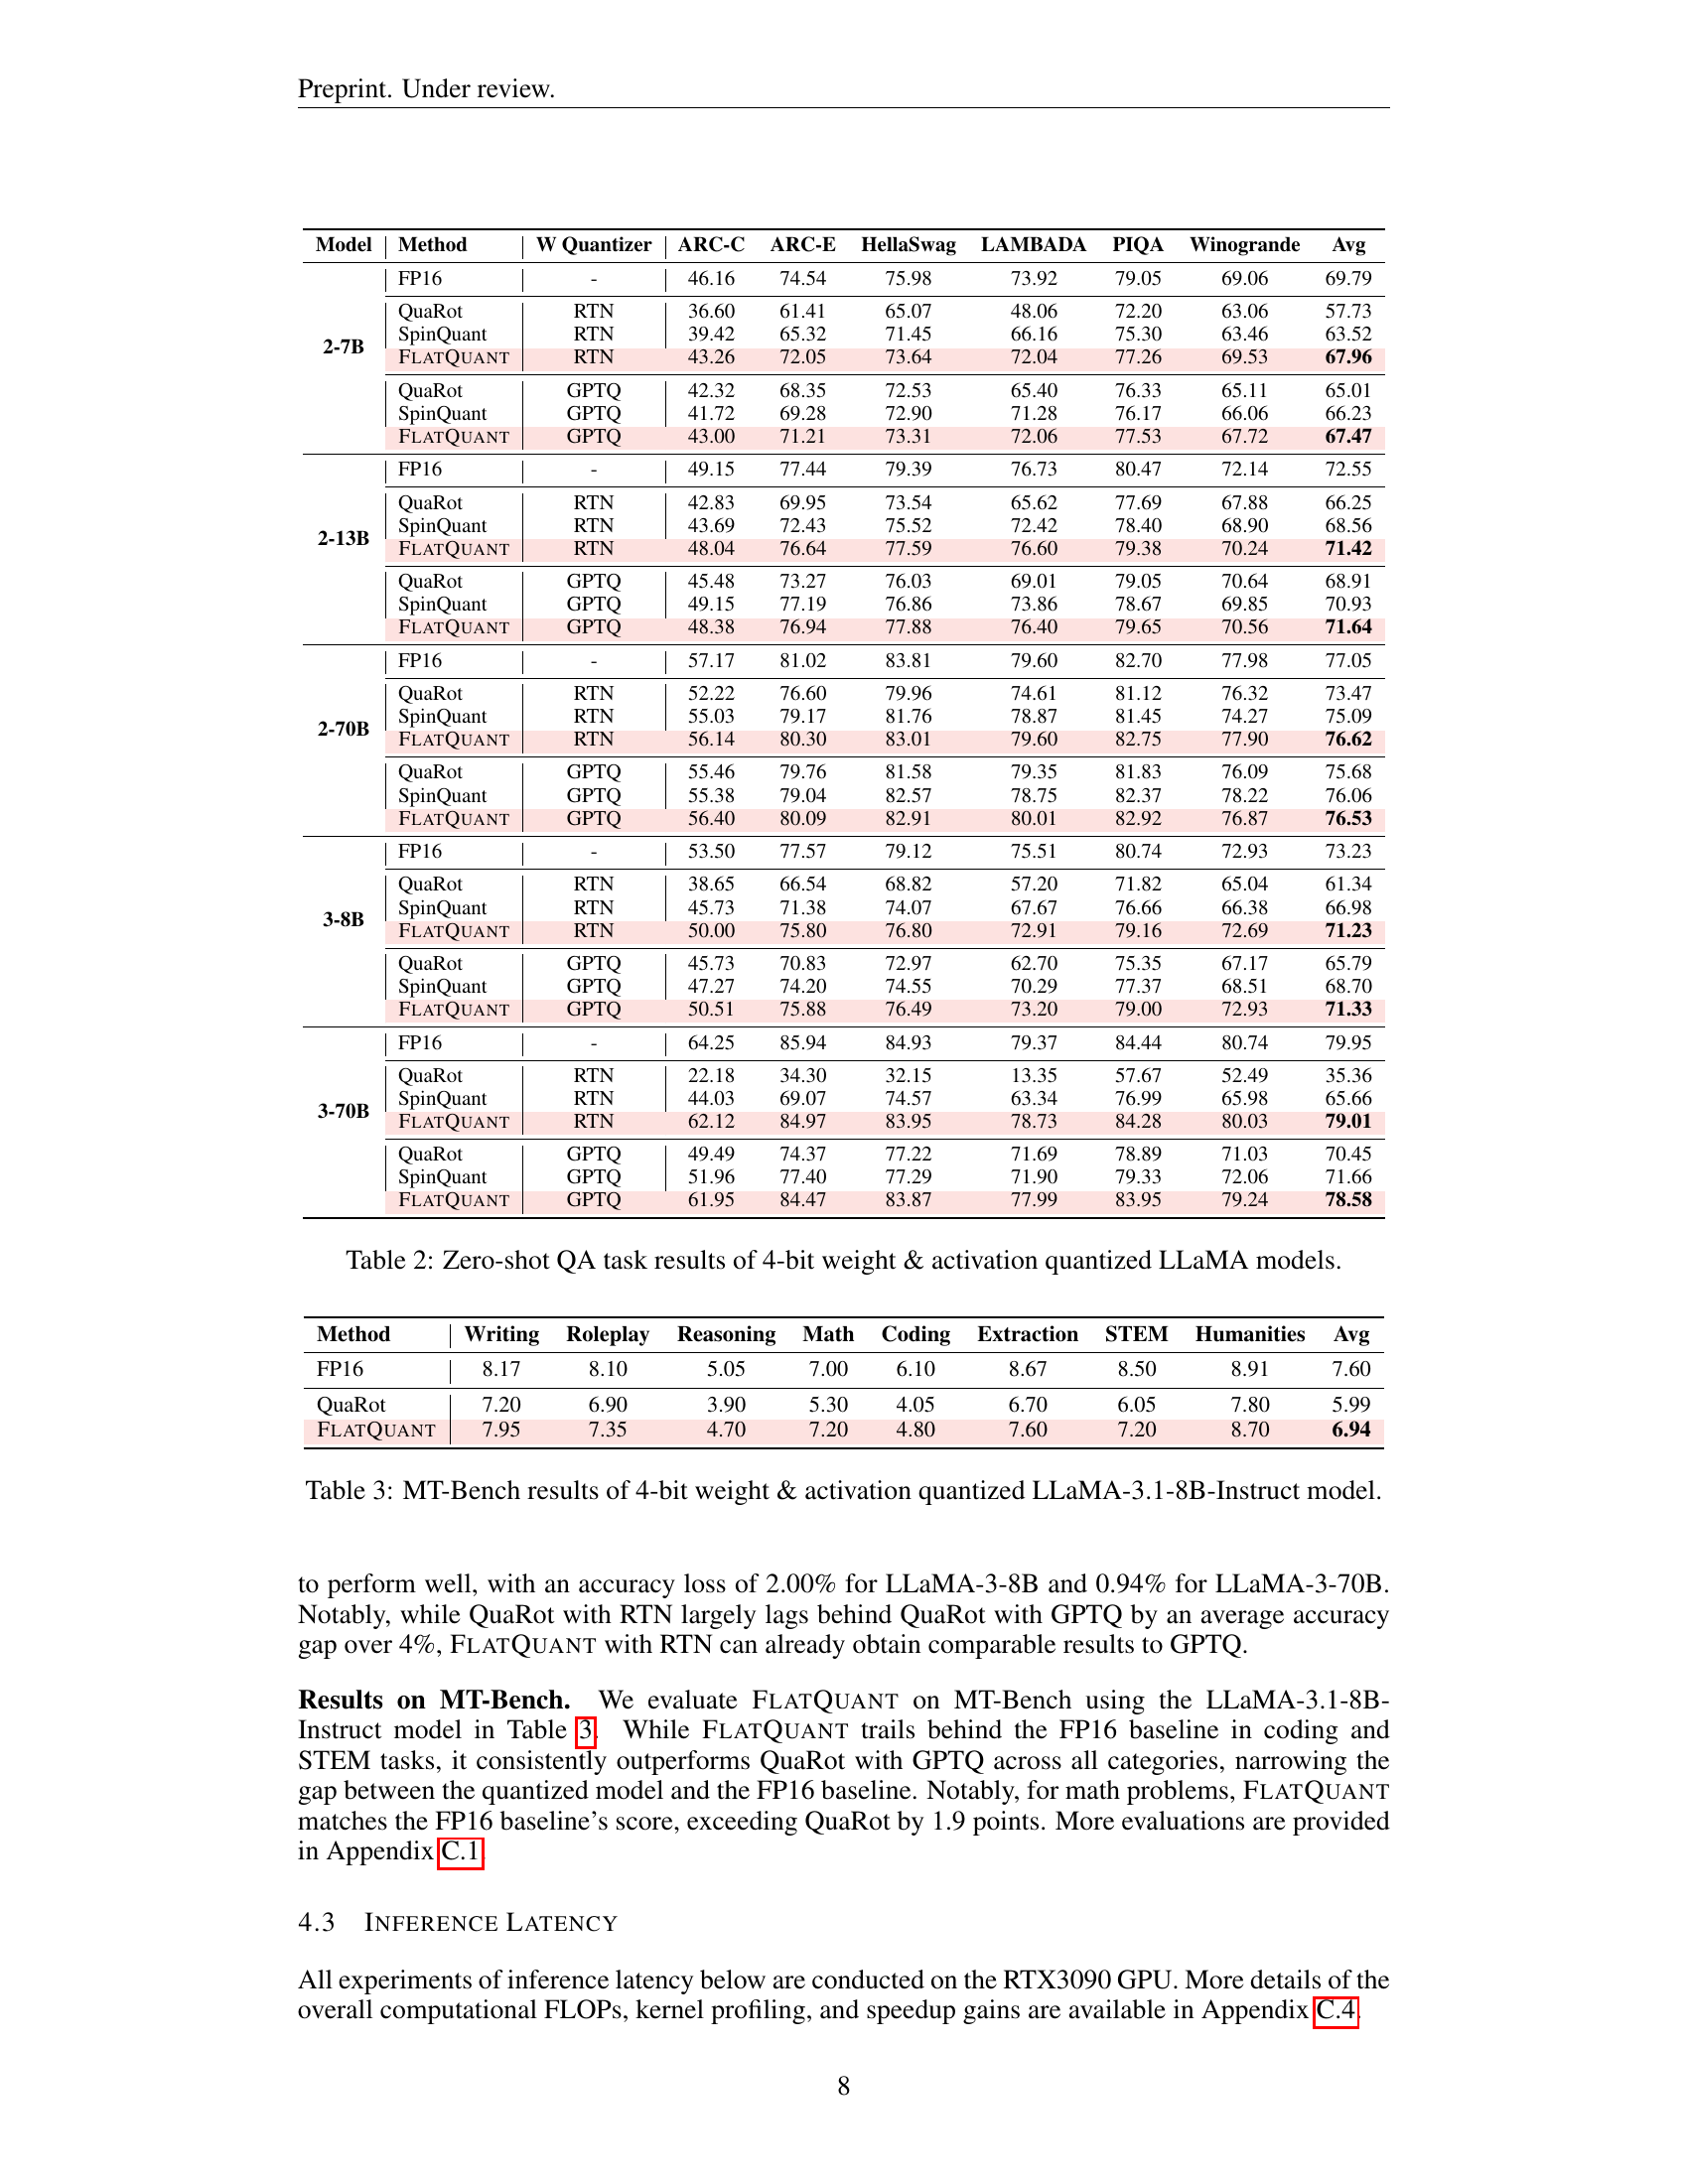 Preprint. Under review.
Model Method W Quantizer ARC-C ARC-E HellaSwag LAMBADA PIQA Winogrande Avg
FP16 - 46.16 74.54 75.98 73.92 79.05 69.06 69.79
QuaRot RTN 36.60 61.41 65.07 48.06 72.20 63.06 57.73
SpinQuant RTN 39.42 65.32 71.45 66.16 75.30 63.46 63.52
2-7B
FLATQUANT RTN 43.26 72.05 73.64 72.04 77.26 69.53 67.96
QuaRot GPTQ 42.32 68.35 72.53 65.40 76.33 65.11 65.01
SpinQuant GPTQ 41.72 69.28 72.90 71.28 76.17 66.06 66.23
FLATQUANT GPTQ 43.00 71.21 73.31 72.06 77.53 67.72 67.47
FP16 - 49.15 77.44 79.39 76.73 80.47 72.14 72.55
QuaRot RTN 42.83 69.95 73.54 65.62 77.69 67.88 66.25
SpinQuant RTN 43.69 72.43 75.52 72.42 78.40 68.90 68.56
2-13B
FLATQUANT RTN 48.04 76.64 77.59 76.60 79.38 70.24 71.42
QuaRot GPTQ 45.48 73.27 76.03 69.01 79.05 70.64 68.91
SpinQuant GPTQ 49.15 77.19 76.86 73.86 78.67 69.85 70.93
FLATQUANT GPTQ 48.38 76.94 77.88 76.40 79.65 70.56 71.64
FP16 - 57.17 81.02 83.81 79.60 82.70 77.98 77.05
QuaRot RTN 52.22 76.60 79.96 74.61 81.12 76.32 73.47
SpinQuant RTN 55.03 79.17 81.76 78.87 81.45 74.27 75.09
2-70B
FLATQUANT RTN 56.14 80.30 83.01 79.60 82.75 77.90 76.62
QuaRot GPTQ 55.46 79.76 81.58 79.35 81.83 76.09 75.68
SpinQuant GPTQ 55.38 79.04 82.57 78.75 82.37 78.22 76.06
FLATQUANT GPTQ 56.40 80.09 82.91 80.01 82.92 76.87 76.53
FP16 - 53.50 77.57 79.12 75.51 80.74 72.93 73.23
QuaRot RTN 38.65 66.54 68.82 57.20 71.82 65.04 61.34
SpinQuant RTN 45.73 71.38 74.07 67.67 76.66 66.38 66.98
3-8B
FLATQUANT RTN 50.00 75.80 76.80 72.91 79.16 72.69 71.23
QuaRot GPTQ 45.73 70.83 72.97 62.70 75.35 67.17 65.79
SpinQuant GPTQ 47.27 74.20 74.55 70.29 77.37 68.51 68.70
FLATQUANT GPTQ 50.51 75.88 76.49 73.20 79.00 72.93 71.33
FP16 - 64.25 85.94 84.93 79.37 84.44 80.74 79.95
QuaRot RTN 22.18 34.30 32.15 13.35 57.67 52.49 35.36
SpinQuant RTN 44.03 69.07 74.57 63.34 76.99 65.98 65.66
3-70B
FLATQUANT RTN 62.12 84.97 83.95 78.73 84.28 80.03 79.01
QuaRot GPTQ 49.49 74.37 77.22 71.69 78.89 71.03 70.45
SpinQuant GPTQ 51.96 77.40 77.29 71.90 79.33 72.06 71.66
FLATQUANT GPTQ 61.95 84.47 83.87 77.99 83.95 79.24 78.58
Table 2: Zero-shot QA task results of 4-bit weight & activation quantized LLaMA models.
Method Writing Roleplay Reasoning Math Coding Extraction STEM Humanities Avg
FP16 8.17 8.10 5.05 7.00 6.10 8.67 8.50 8.91 7.60
QuaRot 7.20 6.90 3.90 5.30 4.05 6.70 6.05 7.80 5.99
FLATQUANT 7.95 7.35 4.70 7.20 4.80 7.60 7.20 8.70 6.94
Table 3: MT-Bench results of 4-bit weight & activation quantized LLaMA-3.1-8B-Instruct model.
to perform well, with an accuracy loss of 2.00% for LLaMA-3-8B and 0.94% for LLaMA-3-70B.
Notably, while QuaRot with RTN largely lags behind QuaRot with GPTQ by an average accuracy
gap over 4%, FLATQUANT with RTN can already obtain comparable results to GPTQ.
Results on MT-Bench. We evaluate FLATQUANT on MT-Bench using the LLaMA-3.1-8B-
Instruct model in Table 3. While FLATQUANT trails behind the FP16 baseline in coding and
STEM tasks, it consistently outperforms QuaRot with GPTQ across all categories, narrowing the
gap between the quantized model and the FP16 baseline. Notably, for math problems, FLATQUANT
matches the FP16 baseline's score, exceeding QuaRot by 1.9 points. More evaluations are provided
in Appendix C.1.
4.3 INFERENCE LATENCY
All experiments of inference latency below are conducted on the RTX3090 GPU. More details of the
overall computational FLOPs, kernel profiling, and speedup gains are available in Appendix C.4.
8